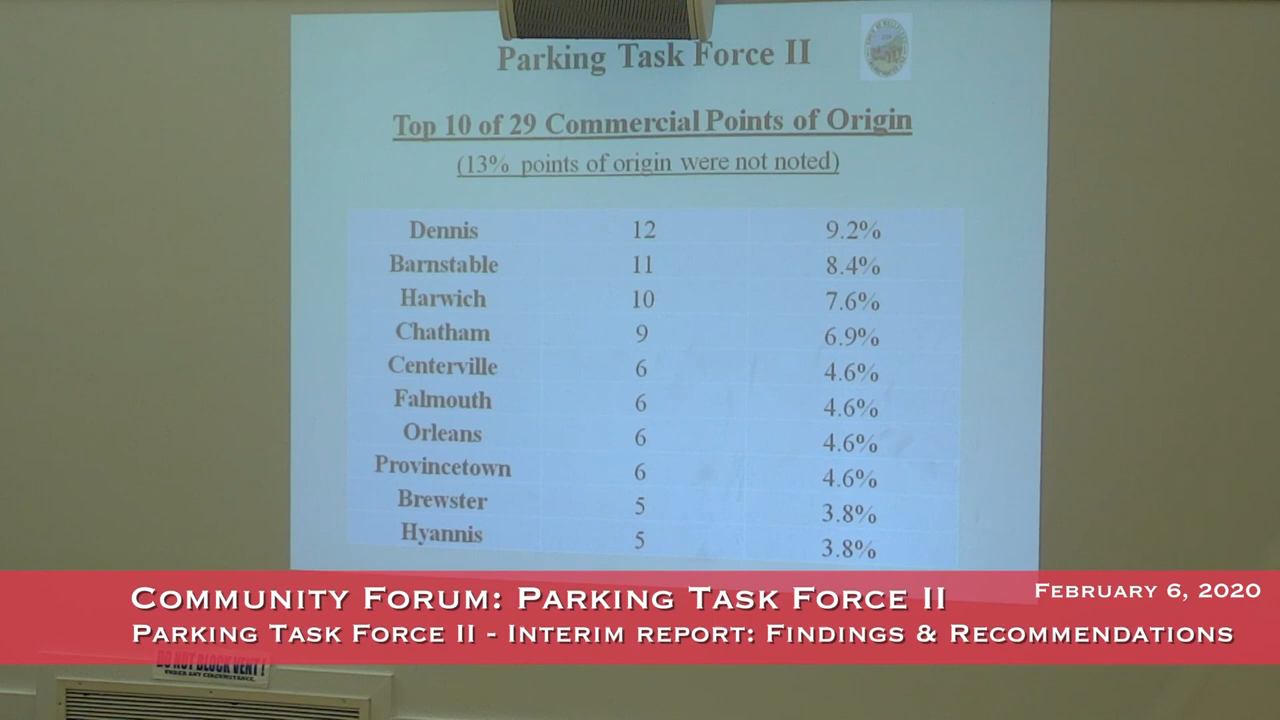 Parking Task Force II
Top 10 of 29 Commercial Points of Origin
(13% points of origin were not noted)
Dennis 12 9.2%
Barnstable 11 8.4%
Harwich 10 7.6%
Chatham 9 6.9%
Centerville 6 4.6%
Falmouth 6 4.6%
Orleans 6 4.6%
Provincetown 6 4.6%
Brewster 5 3.8%
Hyannis 5 3.8%
Community Forum: Parking Task Force II
February 6, 2020
Parking Task Force II - Interim report: Findings & Recommendations
DO NOT BLOCK VENT!
UNDER ANY CIRCUMSTANCE.